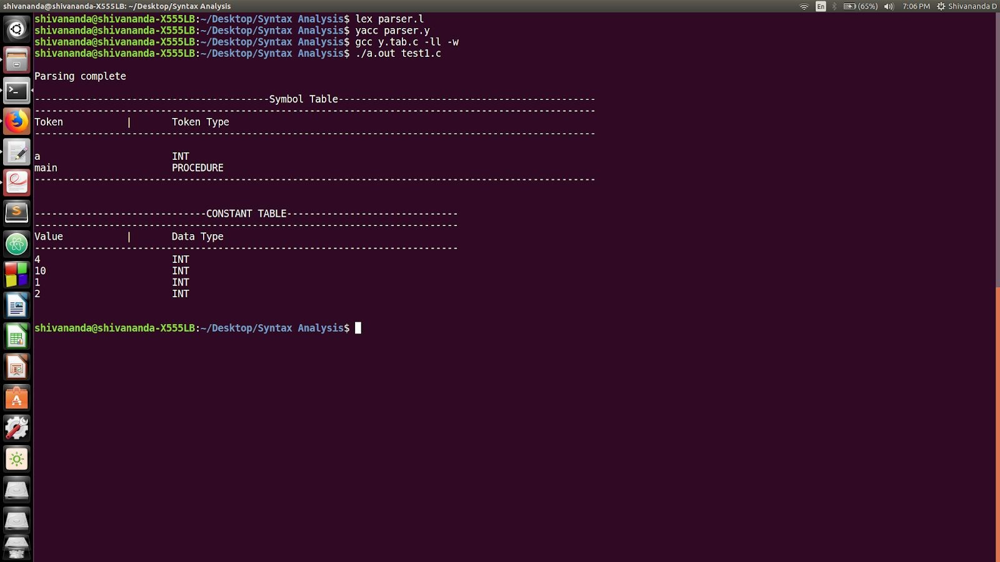 shivananda@shivananda-X555LB: ~/Desktop/Syntax Analysis En (65%) 7:06 PM Shivananda D
shivananda@shivananda-X555LB:~/Desktop/Syntax Analysis$ lex parser.l
shivananda@shivananda-X555LB:~/Desktop/Syntax Analysis$ yacc parser.y
shivananda@shivananda-X555LB:~/Desktop/Syntax Analysis$ gcc y.tab.c -ll -w
shivananda@shivananda-X555LB:~/Desktop/Syntax Analysis$ ./a.out test1.c
Parsing complete
-----------------------------------------Symbol Table---------------------------------------------
--------------------------------------------------------------------------------------------------
Token | Token Type
--------------------------------------------------------------------------------------------------
a INT
main PROCEDURE
--------------------------------------------------------------------------------------------------
------------------------------CONSTANT TABLE------------------------------
--------------------------------------------------------------------------
Value | Data Type
--------------------------------------------------------------------------
4 INT
10 INT
1 INT
2 INT
shivananda@shivananda-X555LB:~/Desktop/Syntax Analysis$